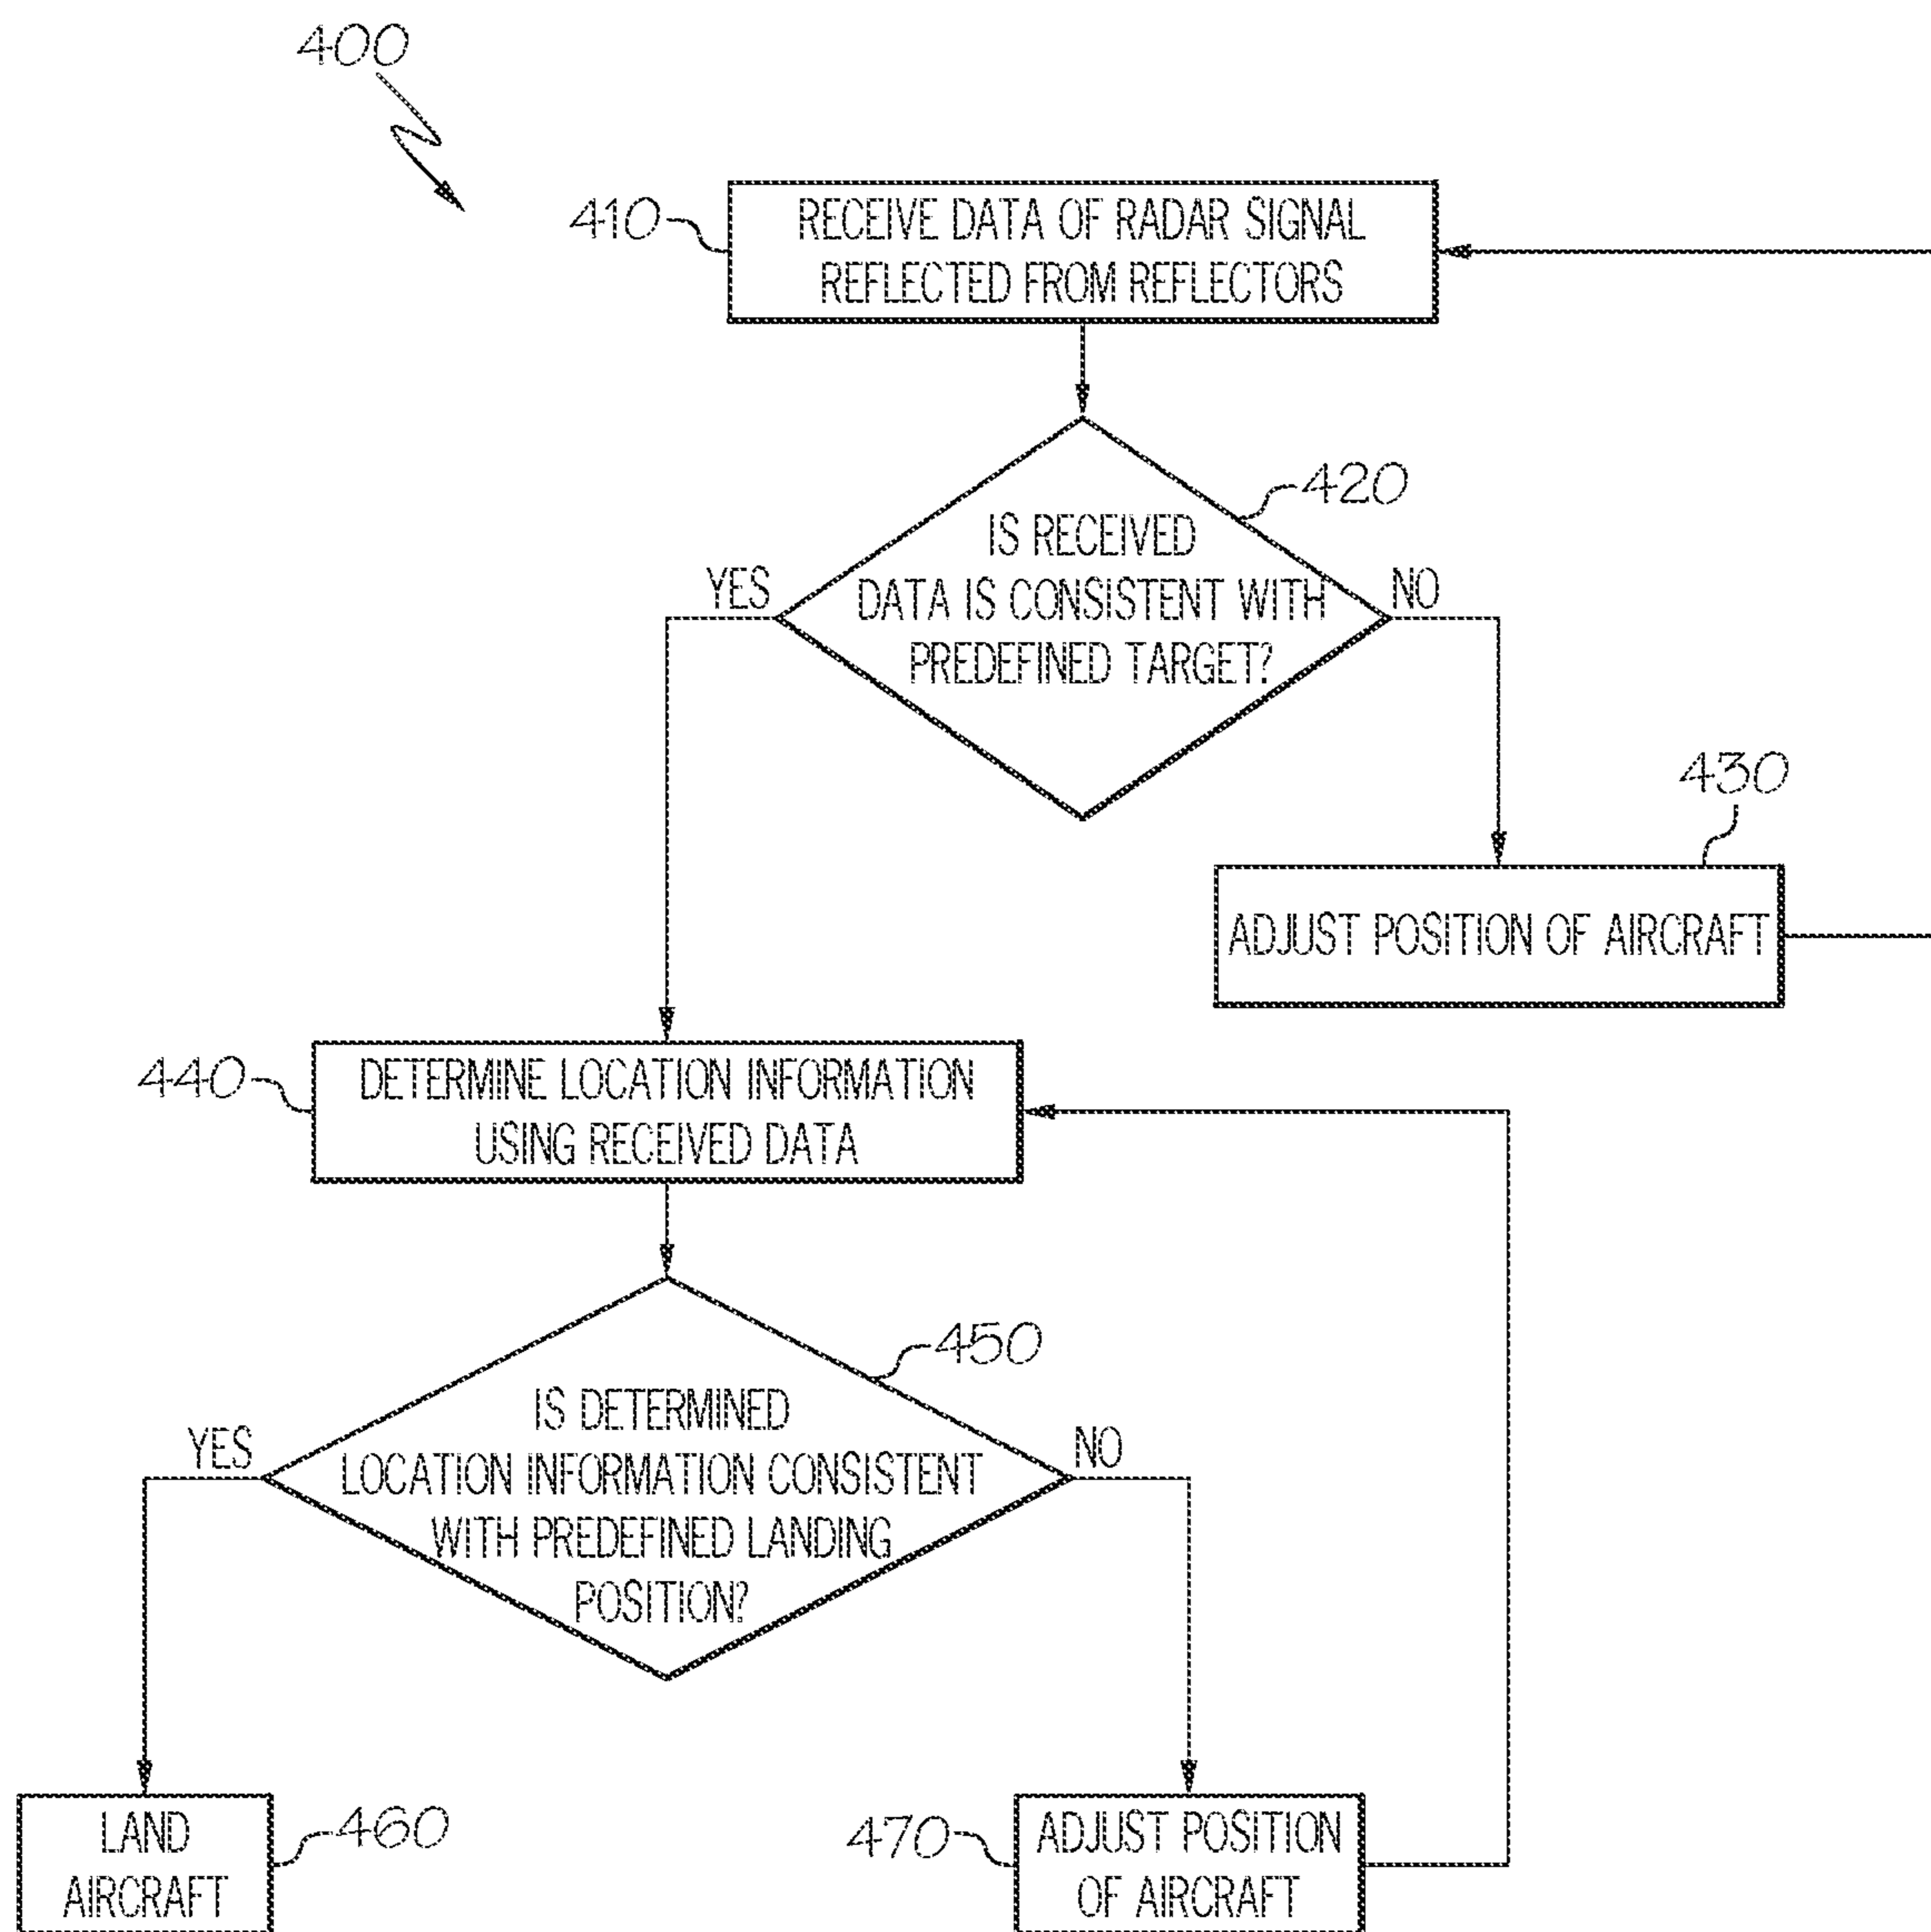 400
410
RECEIVE DATA OF RADAR SIGNAL
REFLECTED FROM REFLECTORS
420
IS RECEIVED
DATA IS CONSISTENT WITH
PREDEFINED TARGET?
YES
NO
430
ADJUST POSITION OF AIRCRAFT
440
DETERMINE LOCATION INFORMATION
USING RECEIVED DATA
450
IS DETERMINED
LOCATION INFORMATION CONSISTENT
WITH PREDEFINED LANDING
POSITION?
YES
NO
LAND
AIRCRAFT
460
470
ADJUST POSITION
OF AIRCRAFT